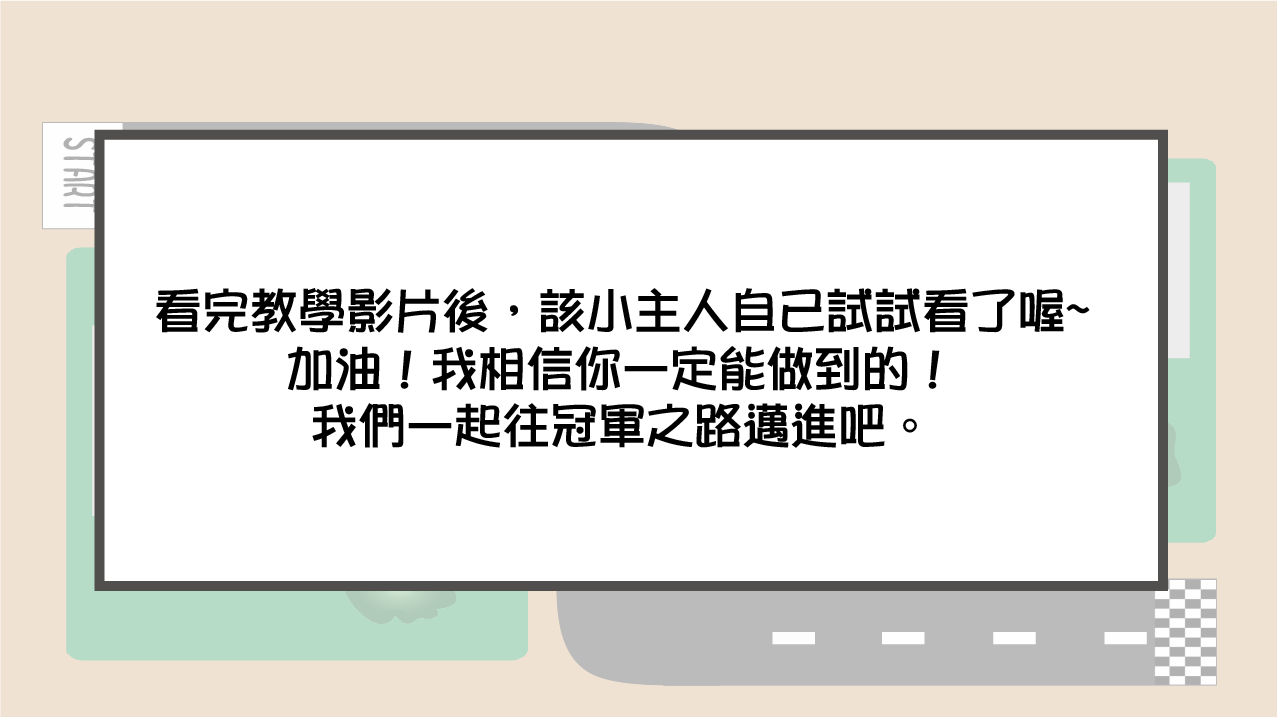 START
看完教學影片後，該小主人自己試試看了喔~
加油！我相信你一定能做到的！
我們一起往冠軍之路邁進吧。